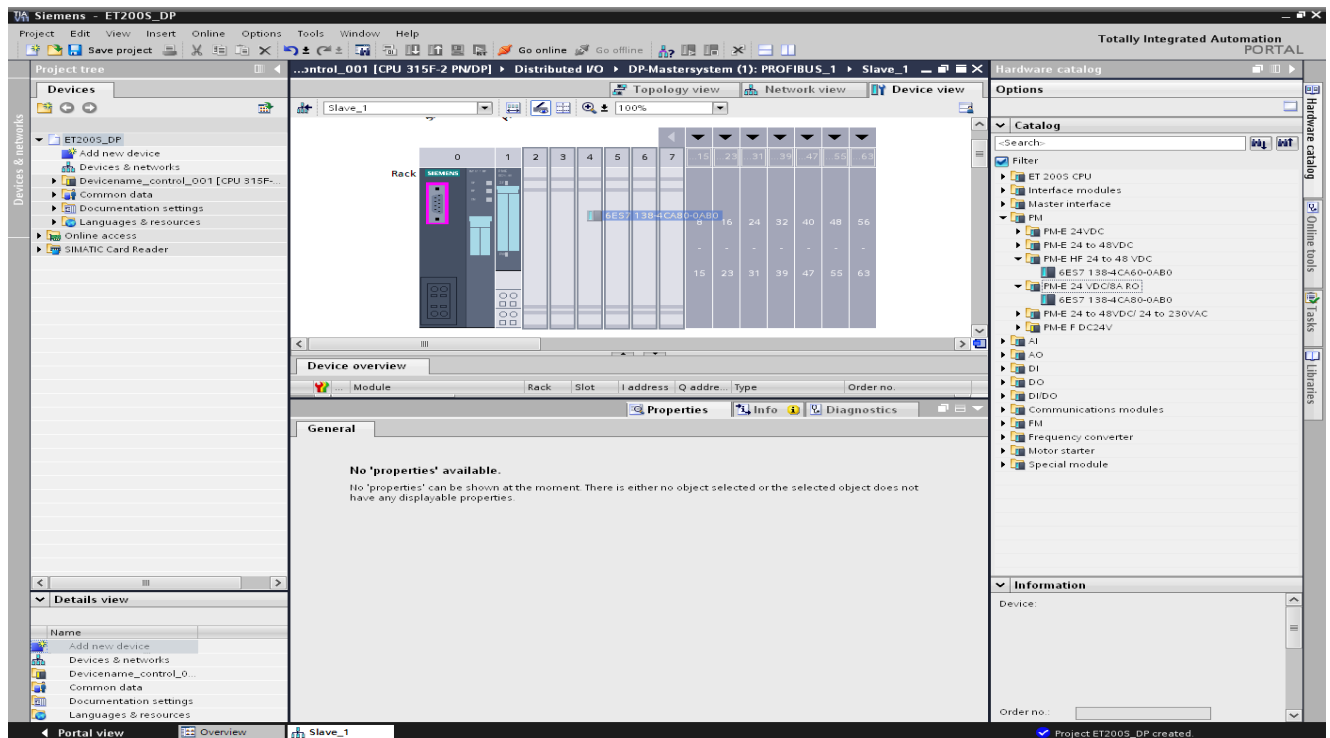 Siemens - ET200S_DP
Project Edit View Insert Online Options Tools Window Help
Save project Go online Go offline
Totally Integrated Automation
PORTAL
Project tree
Devices
ET200S_DP
Add new device
Devices & networks
Devicename_control_001 [CPU 315F-...
Common data
Documentation settings
Languages & resources
Online access
SIMATIC Card Reader
Details view
Name
Add new device
Devices & networks
Devicename_control_0...
Common data
Documentation settings
Languages & resources
Devices & networks
...ontrol_001 [CPU 315F-2 PN/DP] Distributed I/O DP-Mastersystem (1): PROFIBUS_1 Slave_1
Topology view Network view Device view
Slave_1 100%
15 23 31 39 47 55 63
0 1 2 3 4 5 6 7
Rack SIEMENS
6ES7 138-4CAB0-0AB0
8 16 24 32 40 48 56
- - - - - - -
15 23 31 39 47 55 63
Device overview
... Module Rack Slot I address Q addre... Type Order no.
Properties Info Diagnostics
General
No 'properties' available.
No 'properties' can be shown at the moment. There is either no object selected or the selected object does not
have any displayable properties.
Hardware catalog
Options
Catalog
<Search>
Filter
ET 200S CPU
Interface modules
Master interface
PM
PM-E 24VDC
PM-E 24 to 48VDC
PM-E HF 24 to 48 VDC
6ES7 138-4CA60-0AB0
PM-E 24 VDC/8A RO
6ES7 138-4CA80-0AB0
PM-E 24 to 48VDC/ 24 to 230VAC
PM-E F DC24V
AI
AO
DI
DO
DI/DO
Communications modules
FM
Frequency converter
Motor starter
Special module
Information
Device:
Order no.:
Hardware catalog
Online tools
Tasks
Libraries
Portal view Overview Slave_1 Project ET200S_DP created.